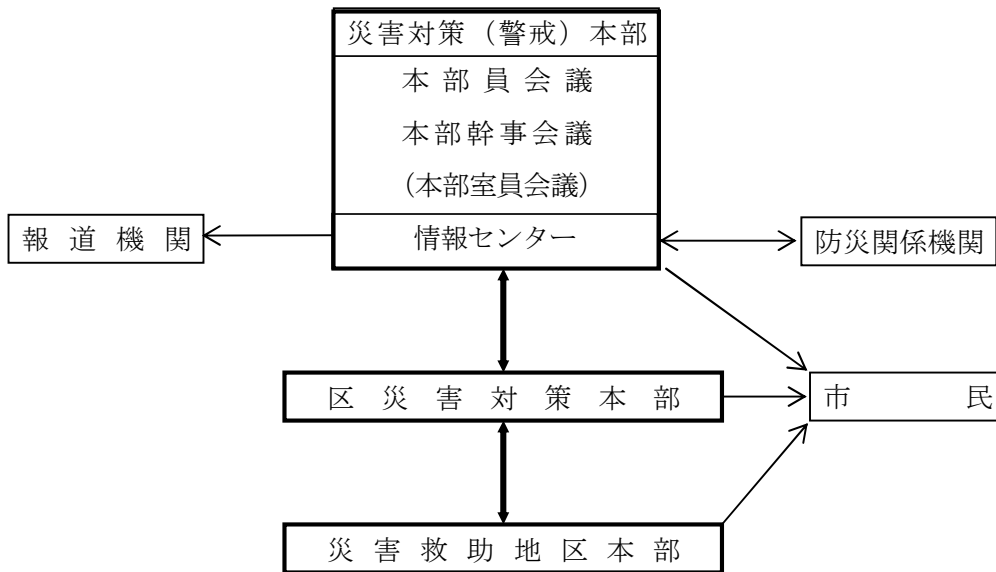 災害対策（警戒）本部
本部員会議
本部幹事会議
(本部室員会議)
報道機関
情報センター
防災関係機関
区災害対策本部
市民
災害救助地区本部